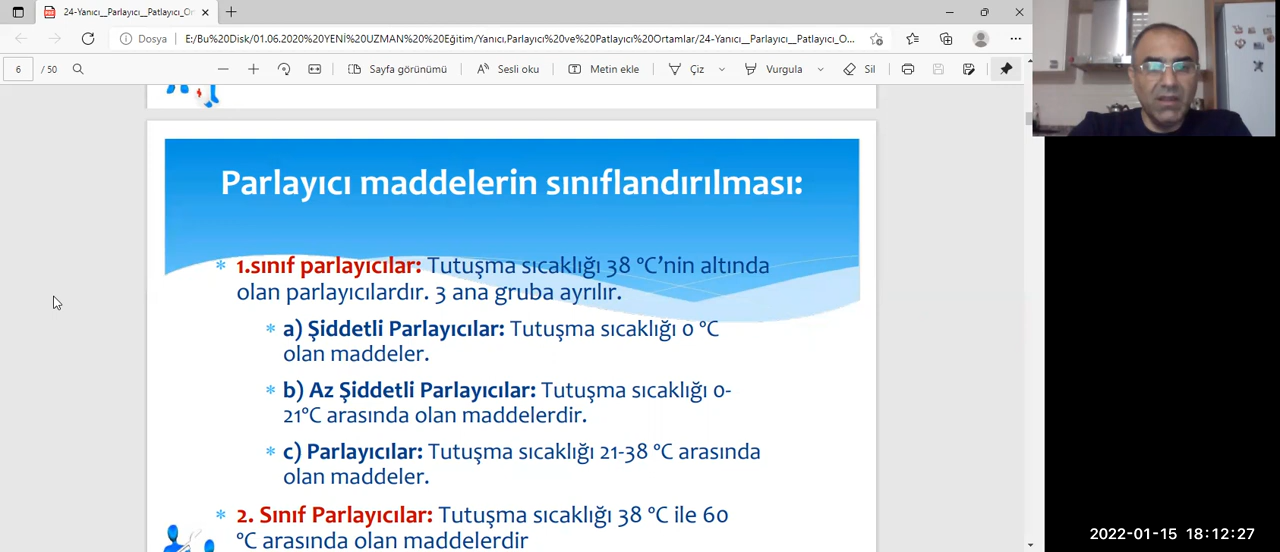 24-Yanıcı__Parlayıcı__Patlayıcı_Or
Dosya
E:/Bu%20Disk/01.06.2020%20YENİ%20UZMAN%20%20Eğitim/Yanıcı,Parlayıcı%20ve%20Patlayıcı%20Ortamlar/24-Yanıcı__Parlayıcı__Patlayıcı_O...
6 / 50
Sayfa görünümü
Sesli oku
Metin ekle
Çiz
Vurgula
Sil
Parlayıcı maddelerin sınıflandırılması:
1.sınıf parlayıcılar: Tutuşma sıcaklığı 38 °C’nin altında
olan parlayıcılardır. 3 ana gruba ayrılır.
a) Şiddetli Parlayıcılar: Tutuşma sıcaklığı 0 °C
olan maddeler.
b) Az Şiddetli Parlayıcılar: Tutuşma sıcaklığı 0-
21°C arasında olan maddelerdir.
c) Parlayıcılar: Tutuşma sıcaklığı 21-38 °C arasında
olan maddeler.
2. Sınıf Parlayıcılar: Tutuşma sıcaklığı 38 °C ile 60
°C arasında olan maddelerdir
2022-01-15 18:12:27